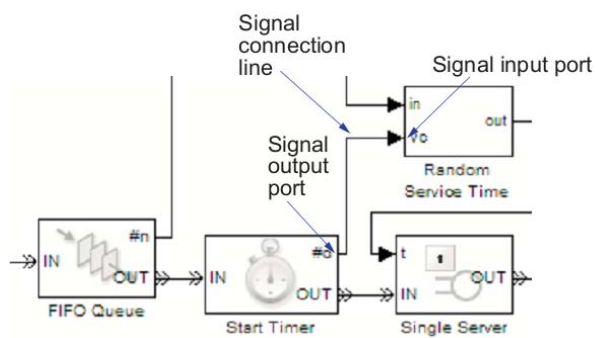 Signal
connection
line
Signal input port
in
out
vo
Signal
output
port
Random
Service Time
#n
IN
OUT
FIFO Queue
#d
IN
OUT
Start Timer
t
1
OUT
IN
Single Server